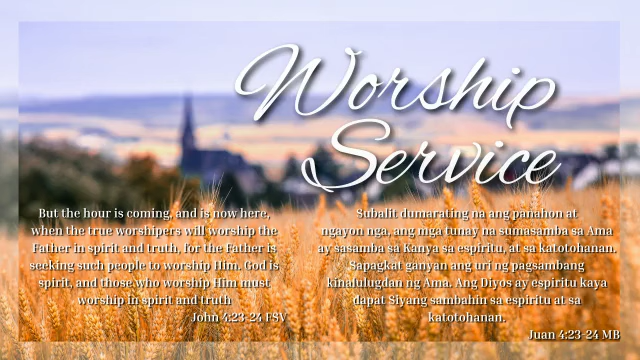 Worship
Service
But the hour is coming, and is now here,
when the true worshipers will worship the
Father in spirit and truth, for the Father is
seeking such people to worship Him. God is
spirit, and those who worship Him must
worship in spirit and truth
John 4:23-24 ESV
Subalit dumarating na ang panahon at
ngayon nga, ang mga tunay na sumasamba sa Ama
ay sasamba sa Kanya sa espiritu, at sa katotohanan.
Sapagkat ganyan ang uri ng pagsambang
kinalulugdan ng Ama. Ang Diyos ay espiritu kaya
dapat Siyang sambahin sa espiritu at sa
katotohanan.
Juan 4:23-24 MB